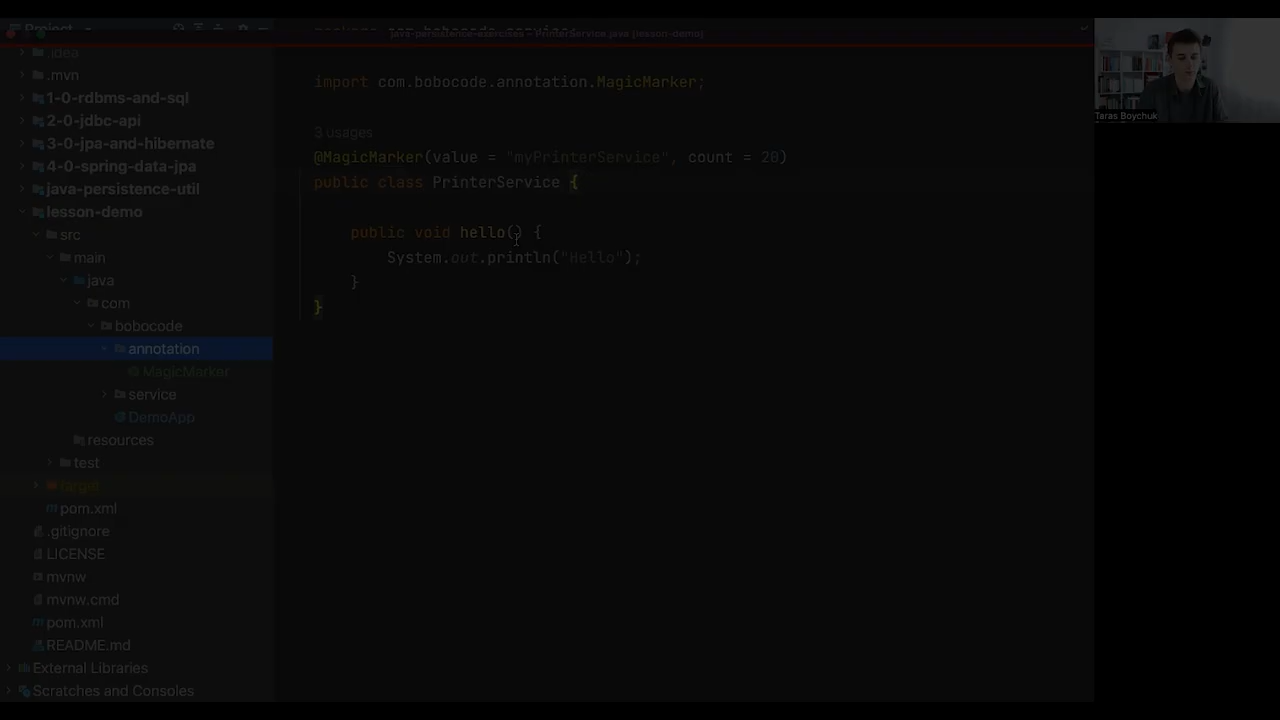 Project
java-persistence-exercises – PrinterService.java [lesson-demo]
.idea
.mvn
1-0-rdbms-and-sql
2-0-jdbc-api
3-0-jpa-and-hibernate
4-0-spring-data-jpa
java-persistence-util
lesson-demo
src
main
java
com
bobocode
annotation
MagicMarker
service
DemoApp
resources
test
target
pom.xml
.gitignore
LICENSE
mvnw
mvnw.cmd
pom.xml
README.md
External Libraries
Scratches and Consoles
import com.bobocode.annotation.MagicMarker;
3 usages
@MagicMarker(value = "myPrinterService", count = 20)
public class PrinterService {
public void hello() {
System.out.println("Hello");
}
}
Taras Boychuk